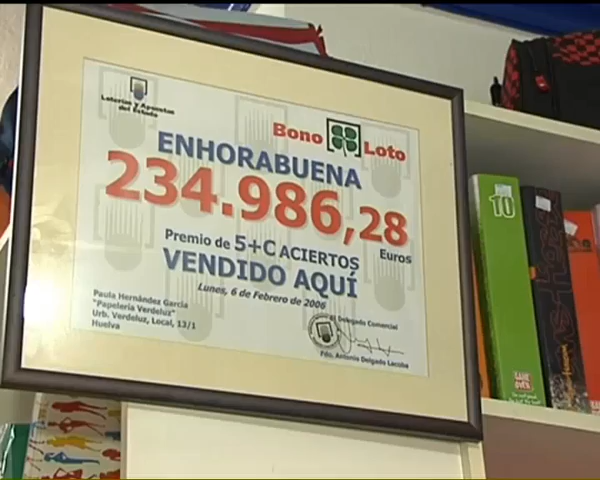 Loterías y Apuestas
del Estado
Bono Loto
ENHORABUENA
234.986,28
Euros
Premio de 5+C ACIERTOS
VENDIDO AQUÍ
Lunes, 6 de Febrero de 2006
Paula Hernández García
"Papelería Verdeluz"
Urb. Verdeluz, Local, 13/1
Huelva
El Delegado Comercial
Fdo. Antonio Delgado Lacoba
10